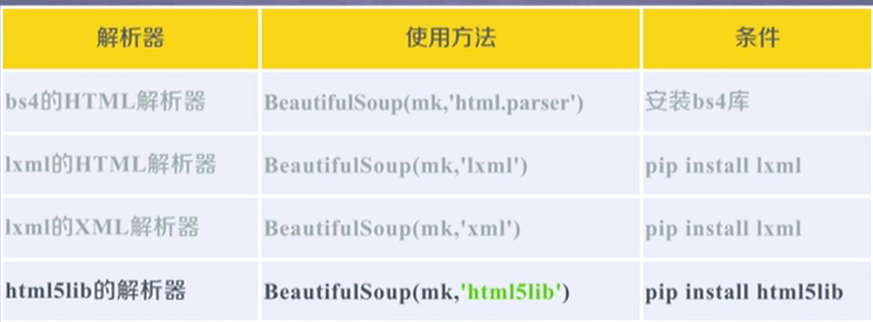 解析器 使用方法 条件
bs4的HTML解析器 BeautifulSoup(mk,'html.parser') 安装bs4库
lxml的HTML解析器 BeautifulSoup(mk,'lxml') pip install lxml
lxml的XML解析器 BeautifulSoup(mk,'xml') pip install lxml
html5lib的解析器 BeautifulSoup(mk,'html5lib') pip install html5lib